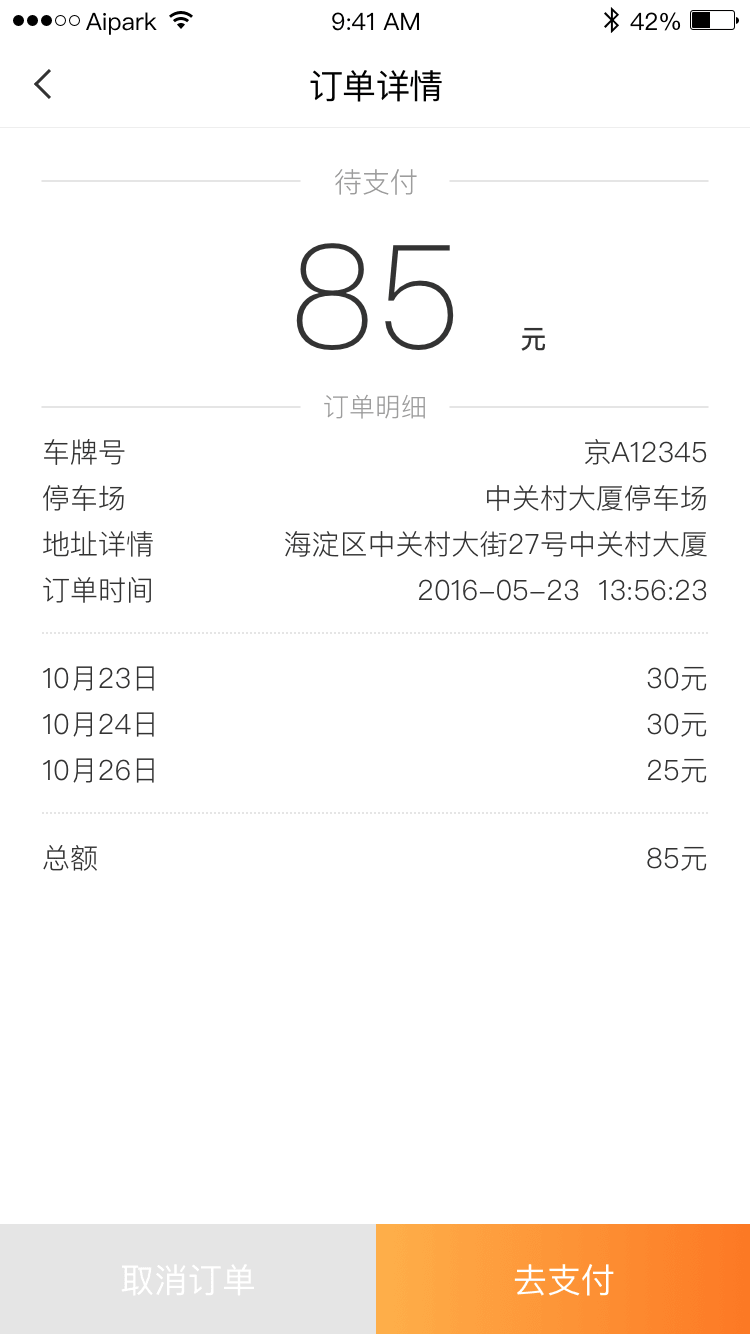 Aipark 9:41 AM 42%
订单详情
待支付
85 元
订单明细
车牌号 京A12345
停车场 中关村大厦停车场
地址详情 海淀区中关村大街27号中关村大厦
订单时间 2016-05-23 13:56:23
10月23日 30元
10月24日 30元
10月26日 25元
总额 85元
取消订单 去支付